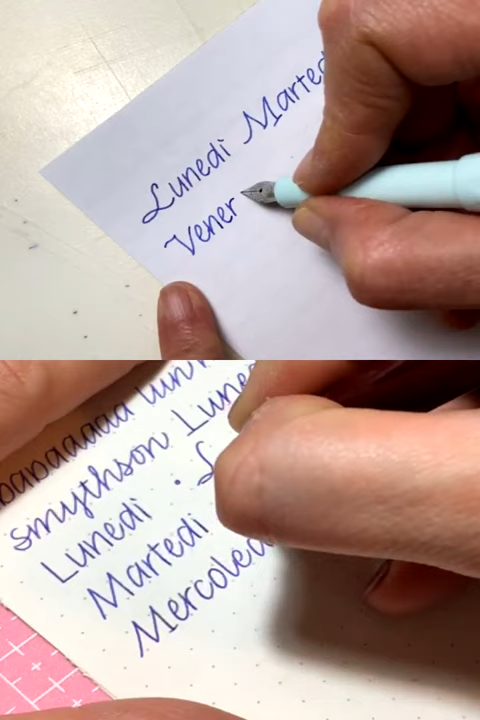 Lunedi Marted
Vener
smythson Lune
Lunedi
Martedi
Mercoled